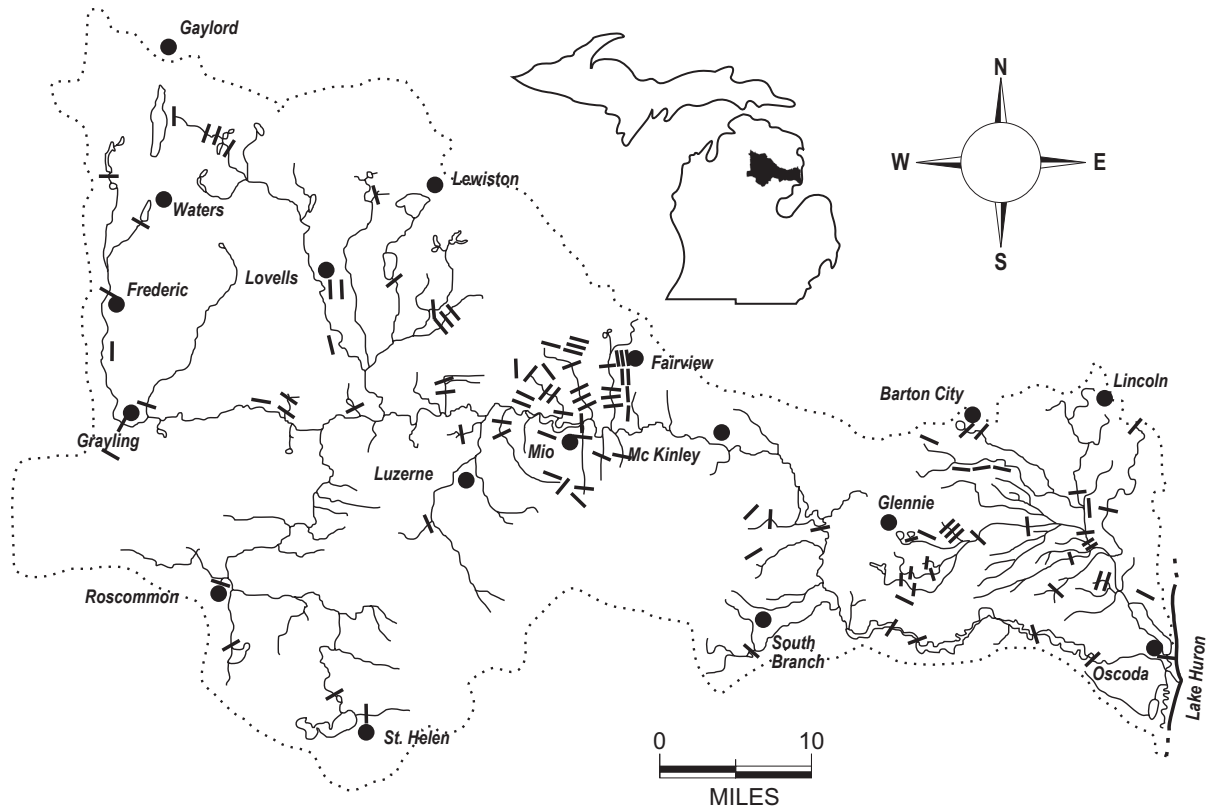 Gaylord
N
W
E
S
Lewiston
Waters
Lovells
Frederic
Fairview
Lincoln
Barton City
Grayling
Mio
Mc Kinley
Luzerne
Glennie
Roscommon
South
Branch
Oscoda
Lake Huron
St. Helen
0
10
MILES